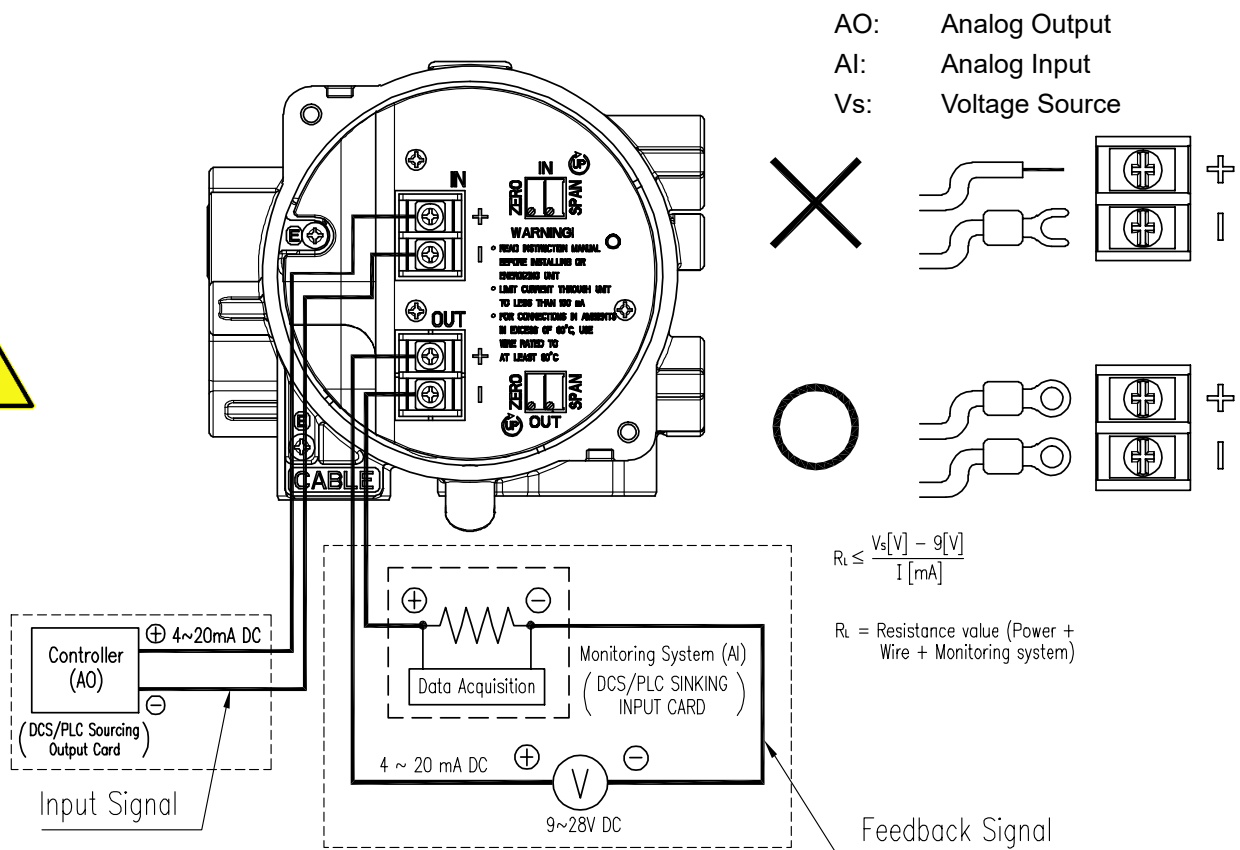 AO: Analog Output
AI: Analog Input
Vs: Voltage Source
IN
+
−
IN
ZERO
SPAN
UP
WARNING!
READ INSTRUCTION MANUAL
BEFORE INSTALLING OR
ENERGIZING UNIT
LIMIT CURRENT THROUGH UNIT
TO LESS THAN 100 mA
FOR CONNECTIONS IN AMBIENTS
IN EXCESS OF 60°C, USE
WIRE RATED TO
AT LEAST 80°C
OUT
+
−
ZERO
SPAN
UP
OUT
E
E
CABLE
+
−
+
−
RL ≤ Vs[V] − 9[V] / I [mA]
RL = Resistance value (Power +
Wire + Monitoring system)
Controller
(AO)
(DCS/PLC Sourcing
Output Card)
⊕ 4~20mA DC
⊖
Input Signal
⊕ ⊖
Data Acquisition
Monitoring System (AI)
(DCS/PLC SINKING
INPUT CARD)
4 ~ 20 mA DC ⊕ ⊖
V
9~28V DC
Feedback Signal